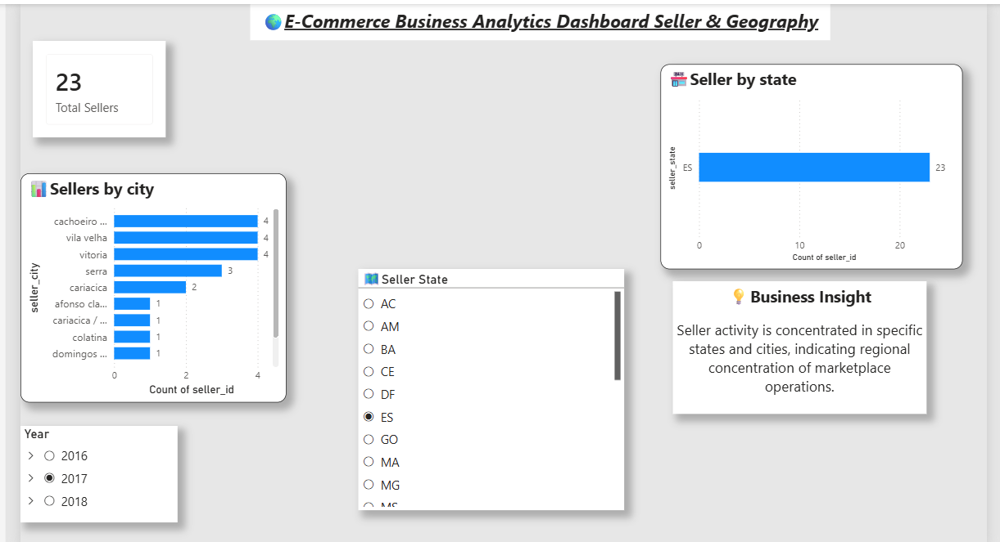 E-Commerce Business Analytics Dashboard Seller & Geography
23
Total Sellers
Sellers by city
seller_city
cachoeiro ... 4
vila velha 4
vitoria 4
serra 3
cariacica 2
afonso cla... 1
cariacica / ... 1
colatina 1
domingos ... 1
0 2 4
Count of seller_id
Year
2016
2017
2018
Seller State
AC
AM
BA
CE
DF
ES
GO
MA
MG
MS
Seller by state
seller_state
ES 23
0 10 20
Count of seller_id
Business Insight
Seller activity is concentrated in specific
states and cities, indicating regional
concentration of marketplace
operations.